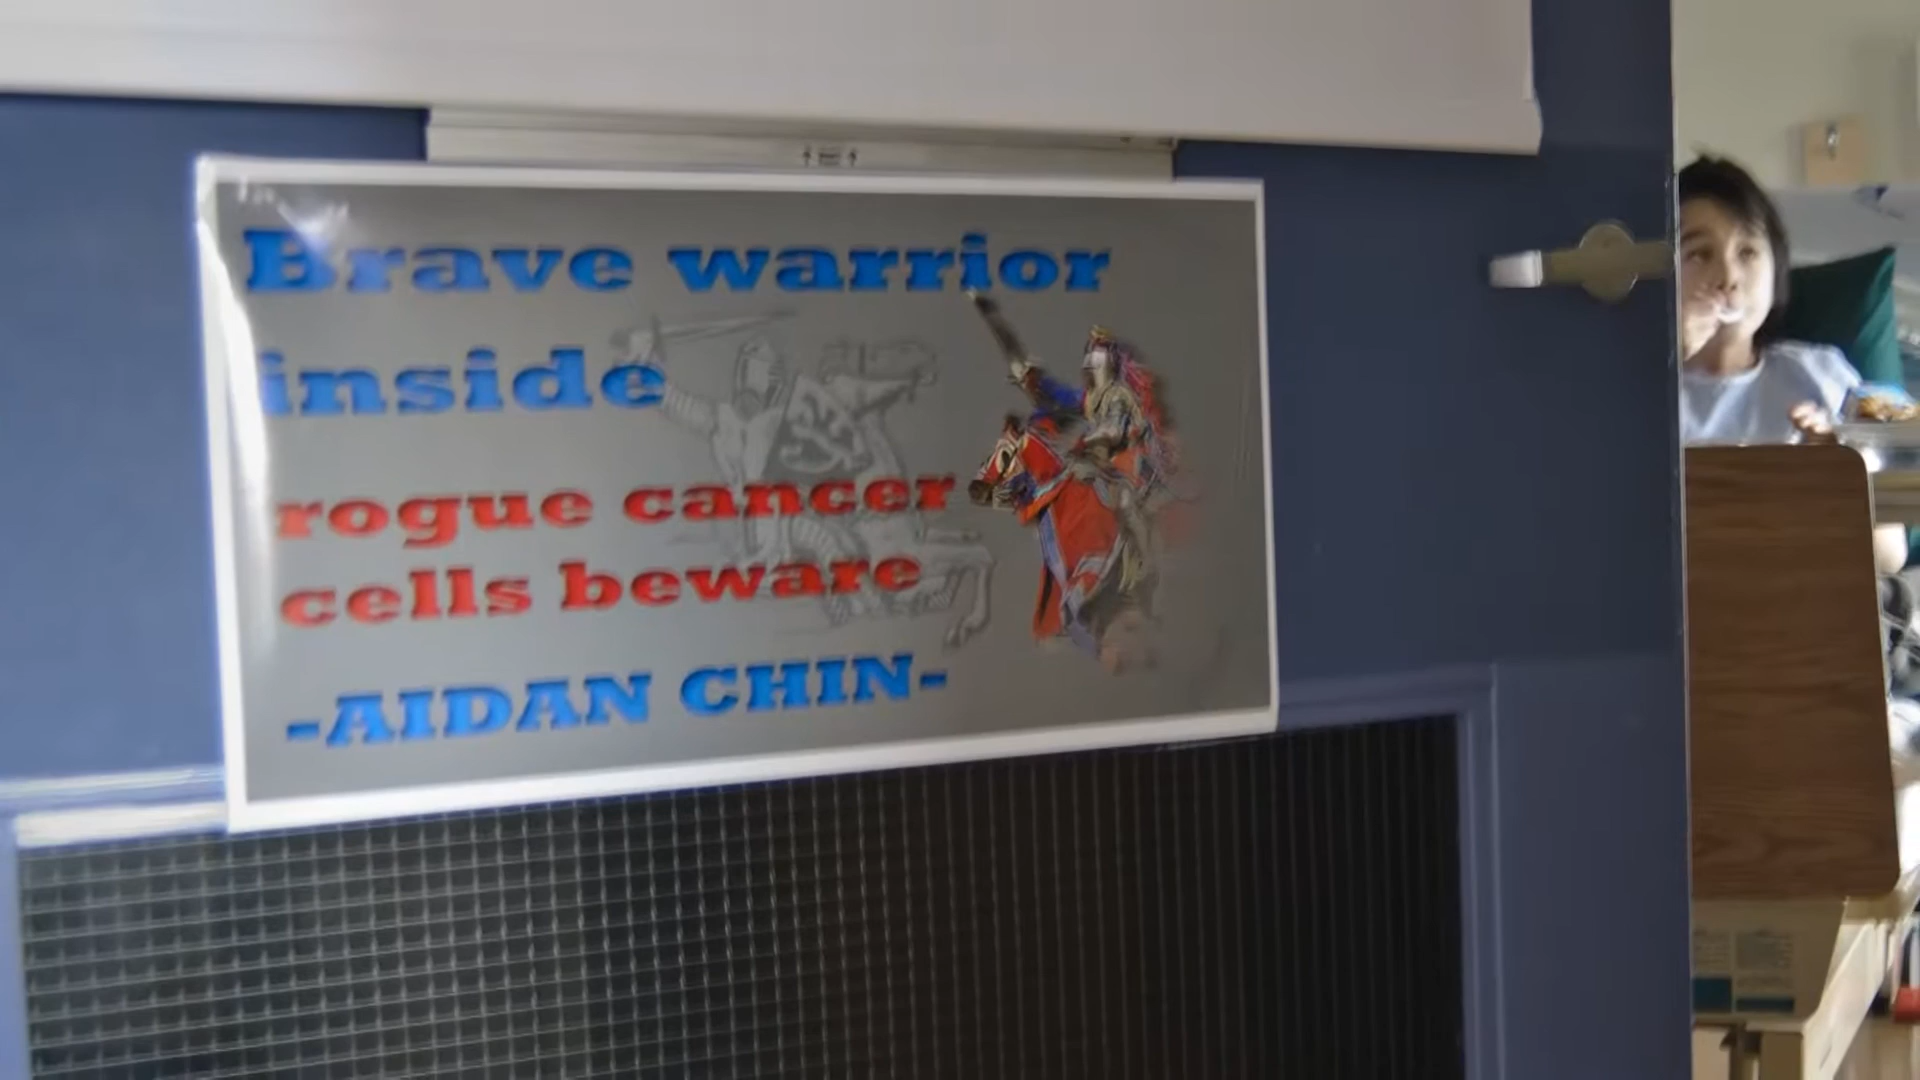 Brave warrior
inside
rogue cancer
cells beware
-AIDAN CHIN-